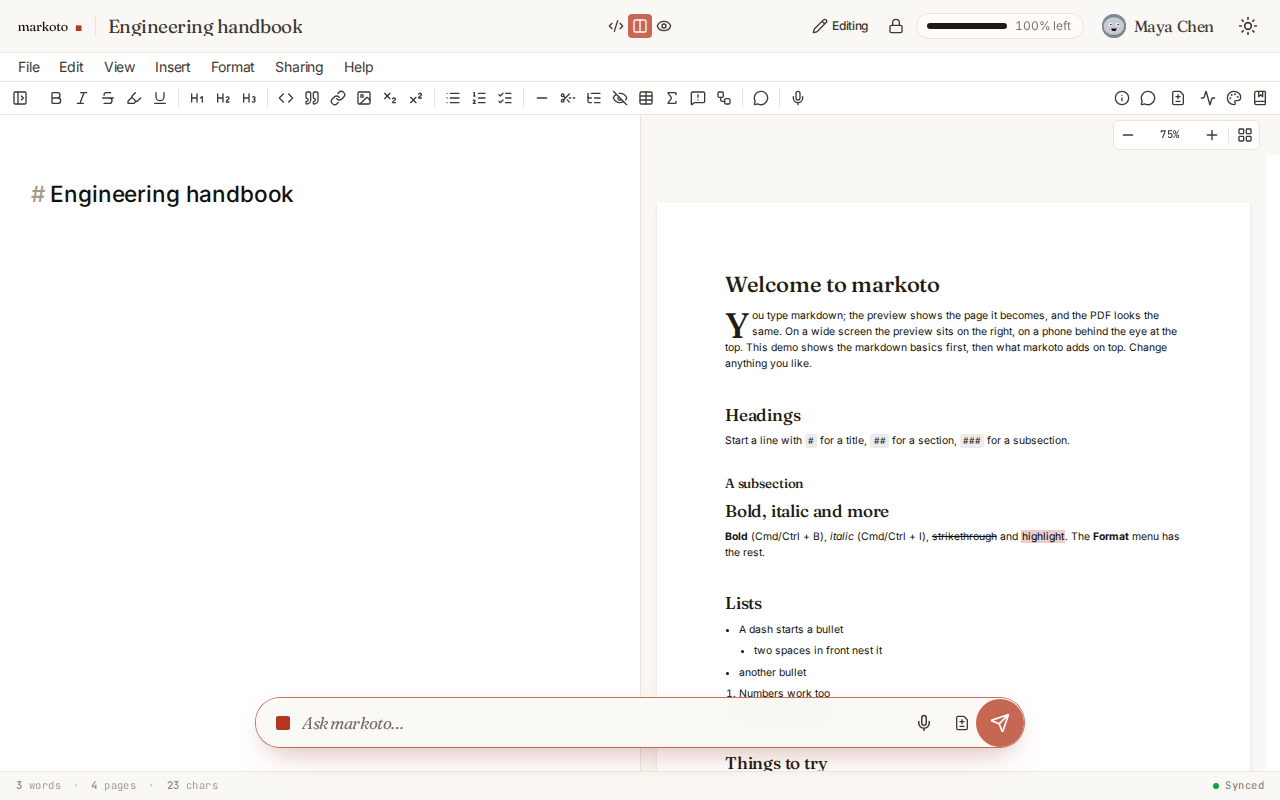 markoto
Engineering handbook
Editing
100% left
Maya Chen
File Edit View Insert Format Sharing Help
B I S U H1 H2 H3 X2 X2
75%
# Engineering handbook
Welcome to markoto
You type markdown; the preview shows the page it becomes, and the PDF looks the
same. On a wide screen the preview sits on the right, on a phone behind the eye at the
top. This demo shows the markdown basics first, then what markoto adds on top. Change
anything you like.
Headings
Start a line with # for a title, ## for a section, ### for a subsection.
A subsection
Bold, italic and more
Bold (Cmd/Ctrl + B), italic (Cmd/Ctrl + I), strikethrough and highlight. The Format menu has
the rest.
Lists
• A dash starts a bullet
• two spaces in front nest it
• another bullet
1. Numbers work too
Ask markoto...
Things to try
3 words · 4 pages · 23 chars
Synced